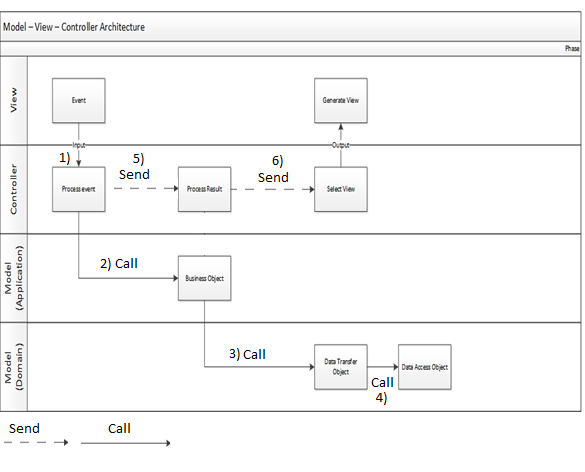 Model – View – Controller Architecture
Phase
View
Event
Generate View
Input
Output
Controller
1)
5)
Send
6)
Send
Process event
Process Result
Select View
Model
(Application)
2) Call
Business Object
Model
(Domain)
3) Call
Data Transfer
Object
Data Access Object
Call
4)
Send
Call